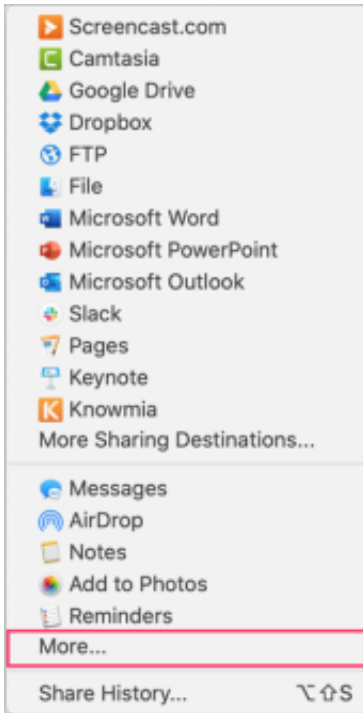 Screencast.com
Camtasia
Google Drive
Dropbox
FTP
File
Microsoft Word
Microsoft PowerPoint
Microsoft Outlook
Slack
Pages
Keynote
Knowmia
More Sharing Destinations...
Messages
AirDrop
Notes
Add to Photos
Reminders
More...
Share History... ⌥⇧S